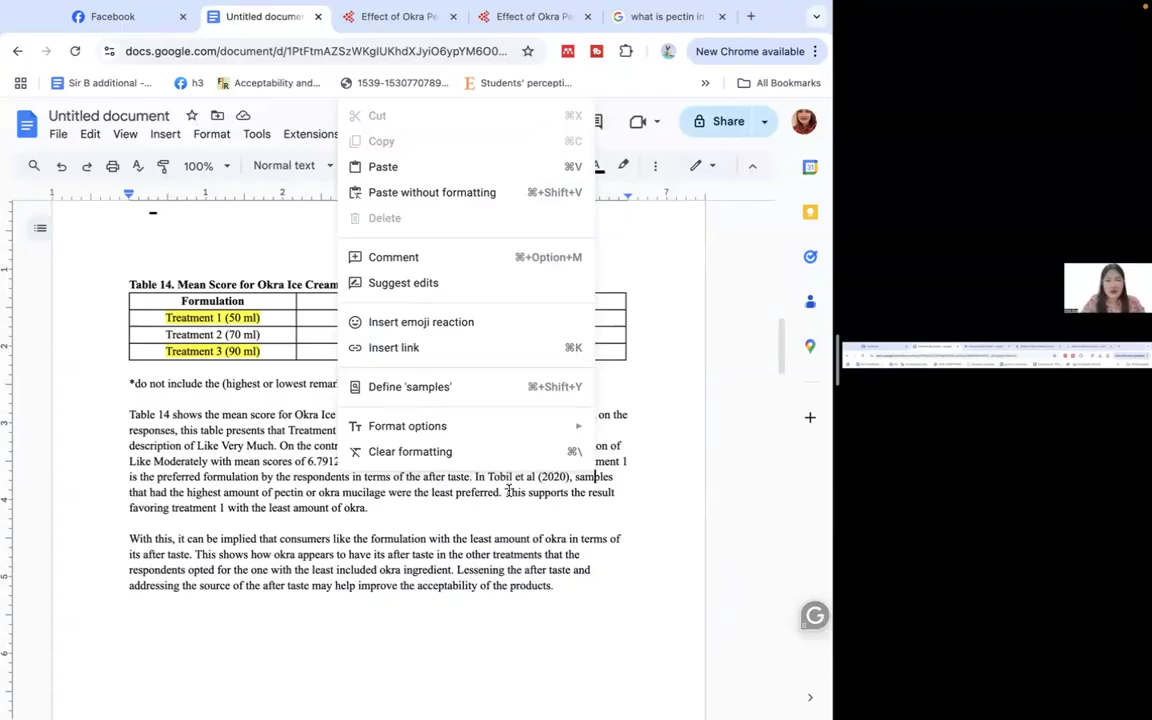 Facebook
Untitled docume
Effect of Okra Pe
Effect of Okra Po
what is pectin in
docs.google.com/document/d/1PtFtmAZSzWKglUKhdXJyiO6ypYM6O0...
New Chrome available
Sir B additional -...
h3
Acceptability and...
1539-1530770789...
Students' percepti...
All Bookmarks
Untitled document
File Edit View Insert Format Tools Extensions
Share
100% Normal text
1 1 2 7
Cut ⌘X
Copy ⌘C
Paste ⌘V
Paste without formatting ⌘+Shift+V
Delete
Comment ⌘+Option+M
Suggest edits
Insert emoji reaction
Insert link ⌘K
Define 'samples' ⌘+Shift+Y
Format options
Clear formatting ⌘\
Table 14. Mean Score for Okra Ice Cream
Formulation
Treatment 1 (50 ml)
Treatment 2 (70 ml)
Treatment 3 (90 ml)
*do not include the (highest or lowest remar
Table 14 shows the mean score for Okra Ice on the
responses, this table presents that Treatment
description of Like Very Much. On the contr on of
Like Moderately with mean scores of 6.7912 ment 1
is the preferred formulation by the respondents in terms of the after taste. In Tobil et al (2020), samples
that had the highest amount of pectin or okra mucilage were the least preferred. This supports the result
favoring treatment 1 with the least amount of okra.
With this, it can be implied that consumers like the formulation with the least amount of okra in terms of
its after taste. This shows how okra appears to have its after taste in the other treatments that the
respondents opted for the one with the least included okra ingredient. Lessening the after taste and
addressing the source of the after taste may help improve the acceptability of the products.